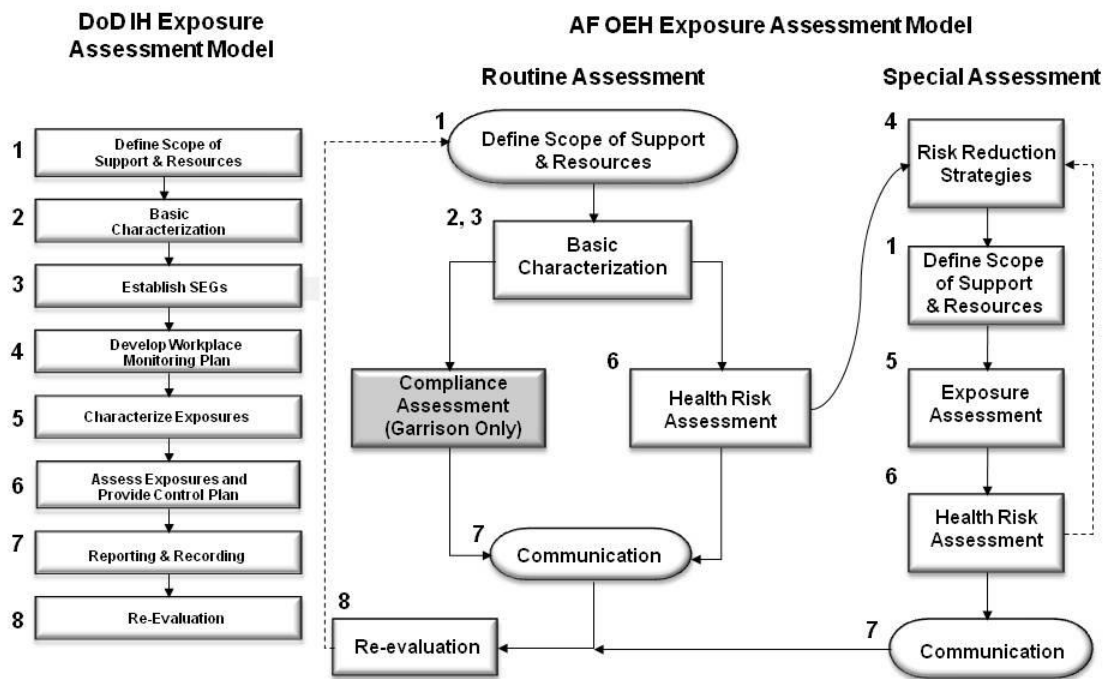 DoD IH Exposure
Assessment Model
1
Define Scope of
Support & Resources
2
Basic
Characterization
3
Establish SEGs
4
Develop Workplace
Monitoring Plan
5
Characterize Exposures
6
Assess Exposures and
Provide Control Plan
7
Reporting & Recording
8
Re-Evaluation
AF OEH Exposure Assessment Model
Routine Assessment
1
Define Scope of Support
& Resources
2, 3
Basic
Characterization
Compliance
Assessment
(Garrison Only)
6
Health Risk
Assessment
7
Communication
8
Re-evaluation
Special Assessment
4
Risk Reduction
Strategies
1
Define Scope
of Support
& Resources
5
Exposure
Assessment
6
Health Risk
Assessment
7
Communication